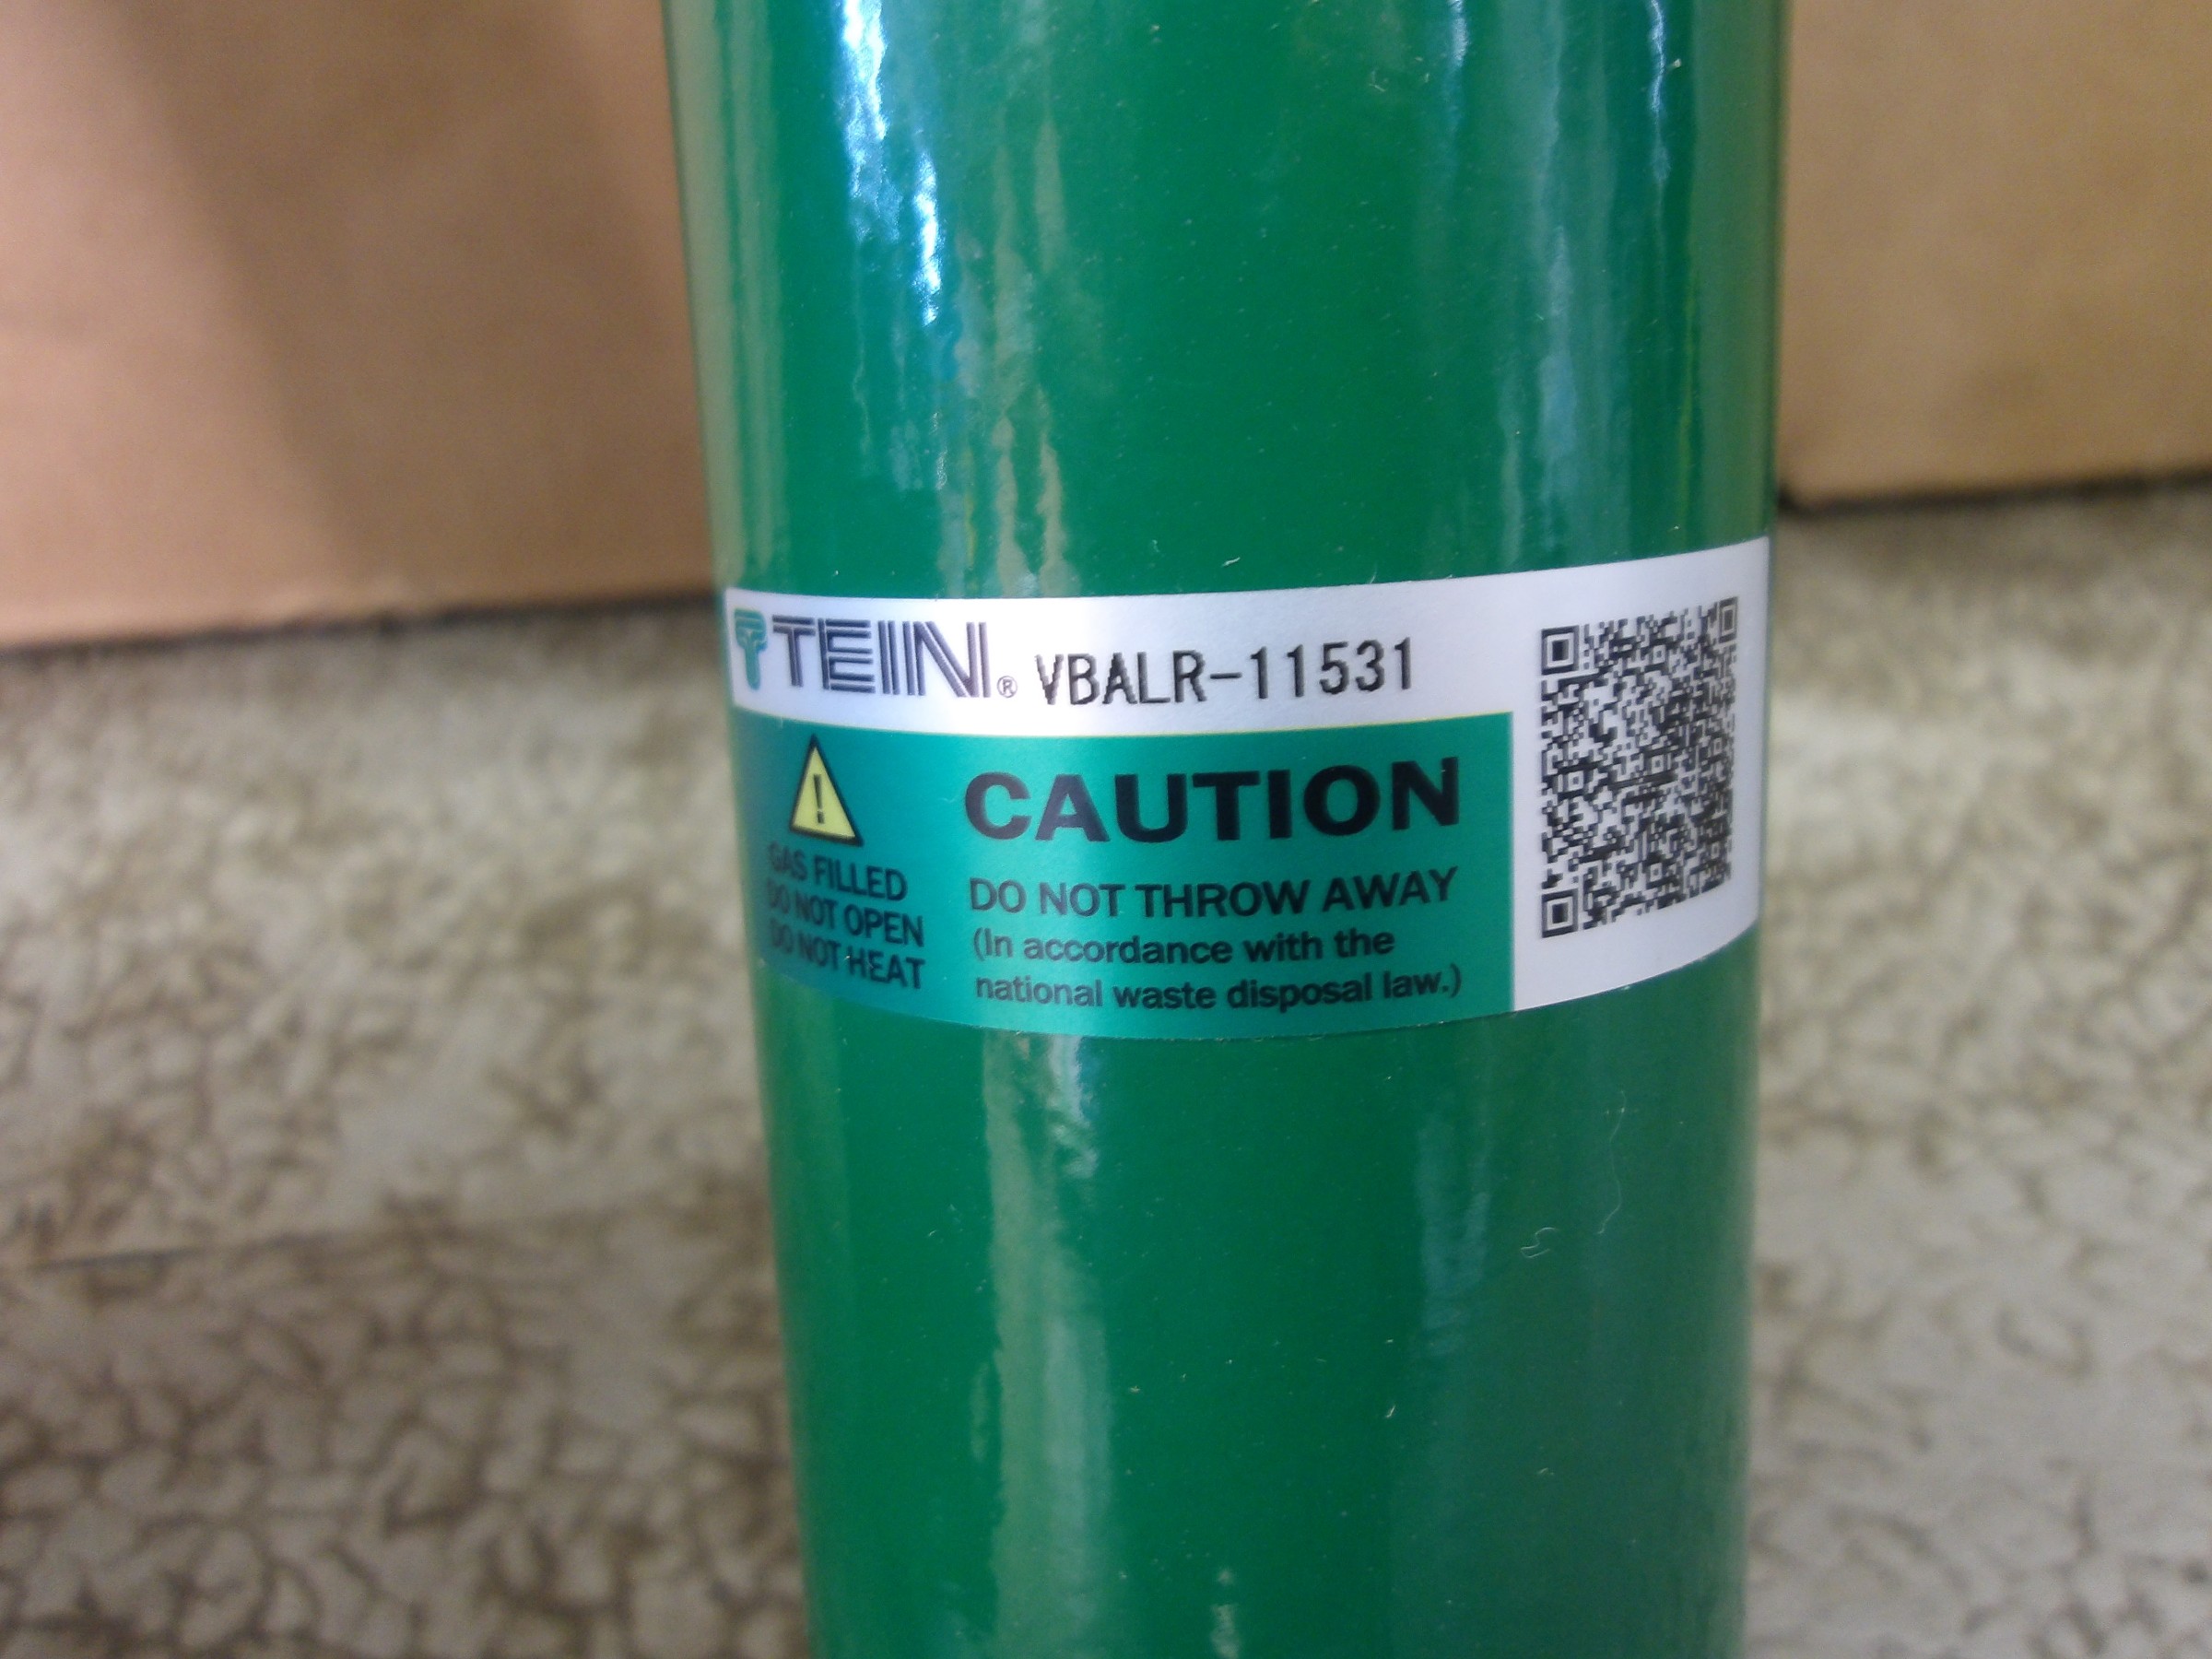 TEIN® VBALR-11531
!
GAS FILLED
DO NOT OPEN
DO NOT HEAT
CAUTION
DO NOT THROW AWAY
(In accordance with the
national waste disposal law.)